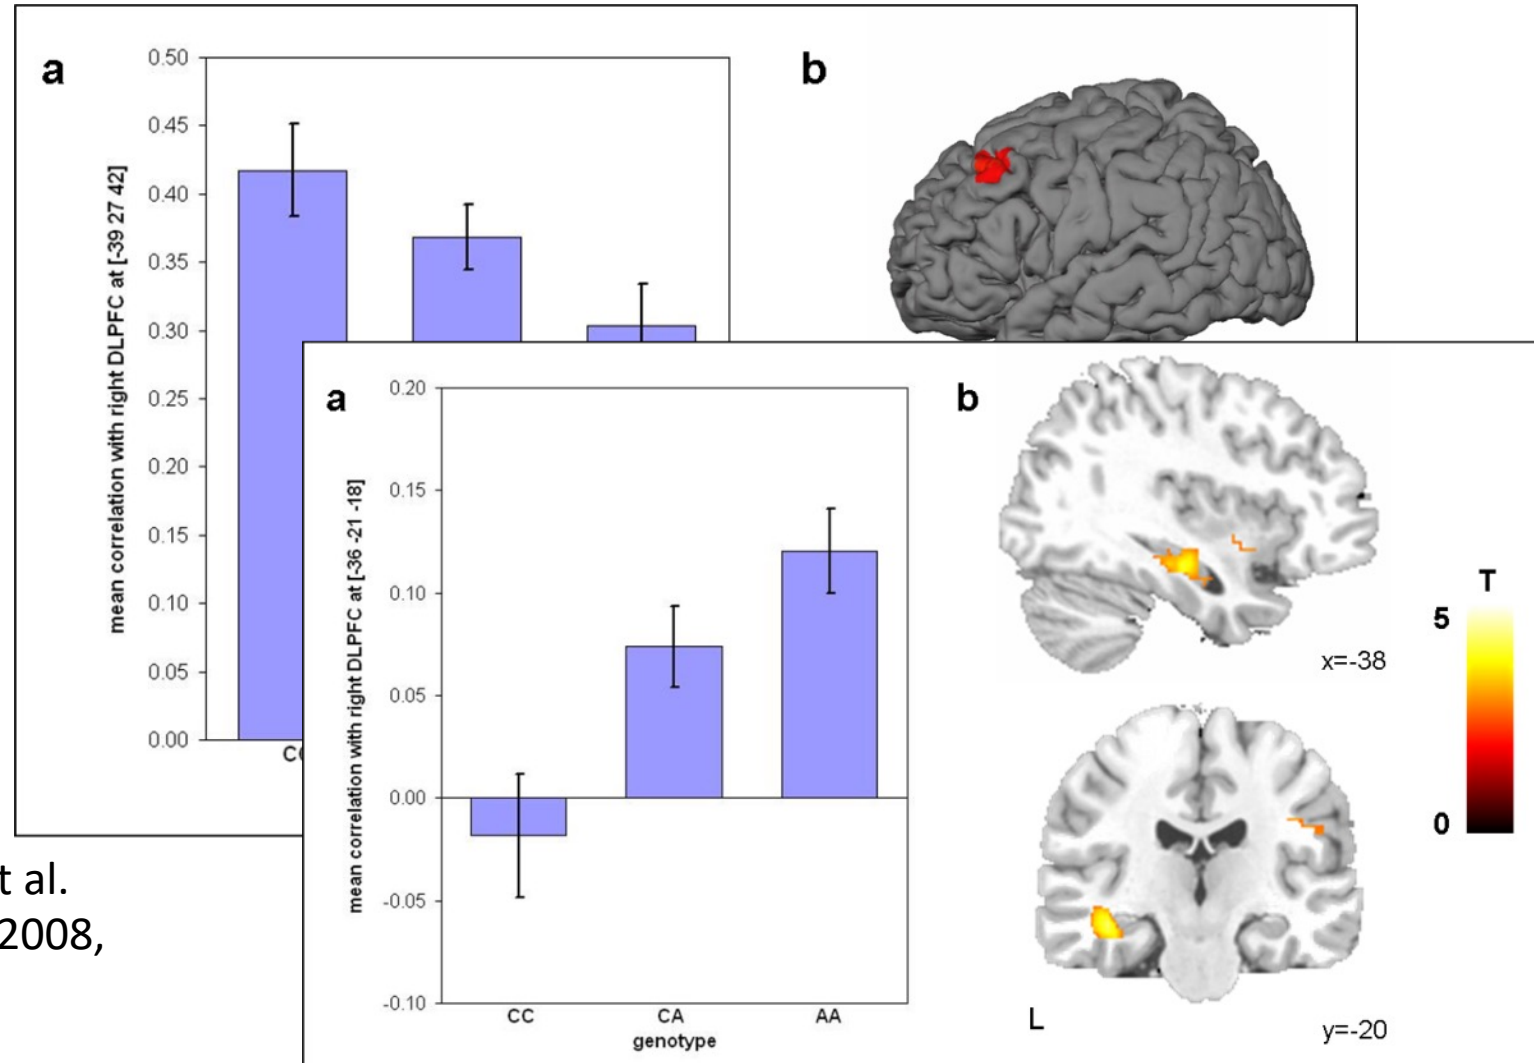 a
b
0.50
0.45
0.40
0.35
0.30
0.25
0.20
0.15
0.10
0.05
0.00
mean correlation with right DLPFC at [-39 27 42]
a
b
0.20
0.15
0.10
0.05
0.00
-0.05
-0.10
mean correlation with right DLPFC at [-36 -21 -18]
CC CA AA
genotype
x=-38
T
5
0
L
y=-20
t al.
2008,